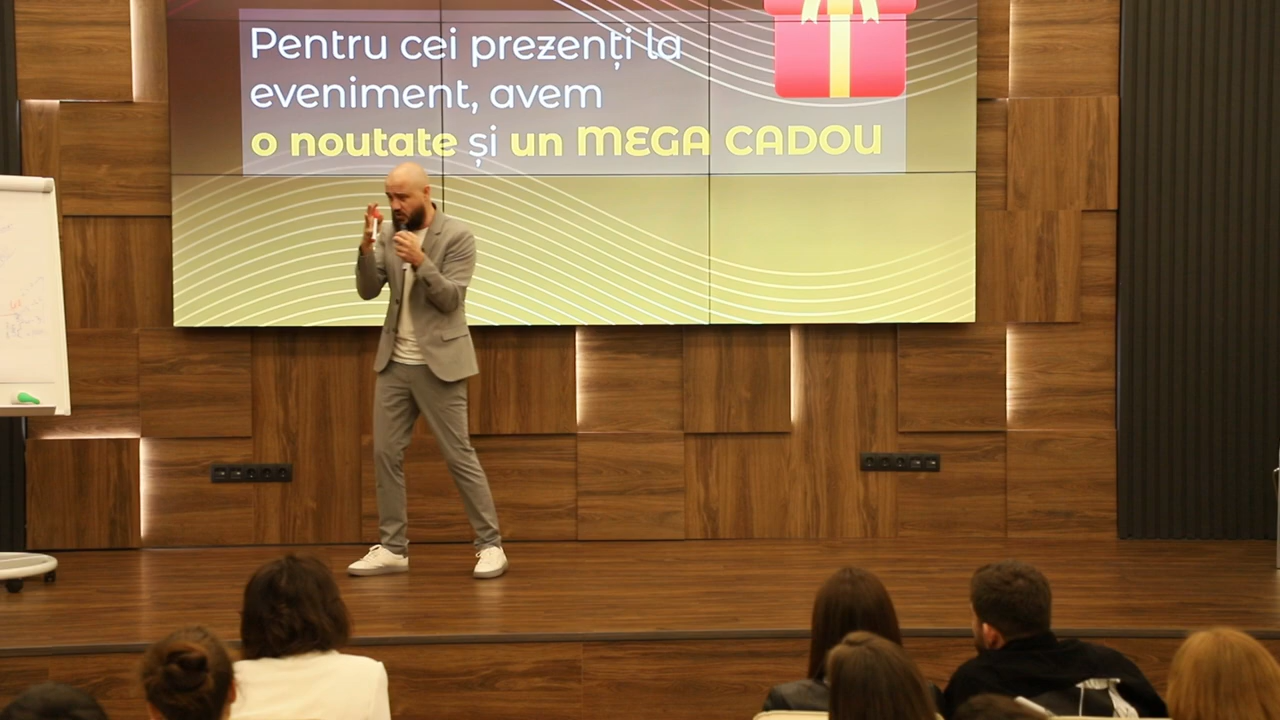 Pentru cei prezenți la
eveniment, avem
o noutate și un MEGA CADOU